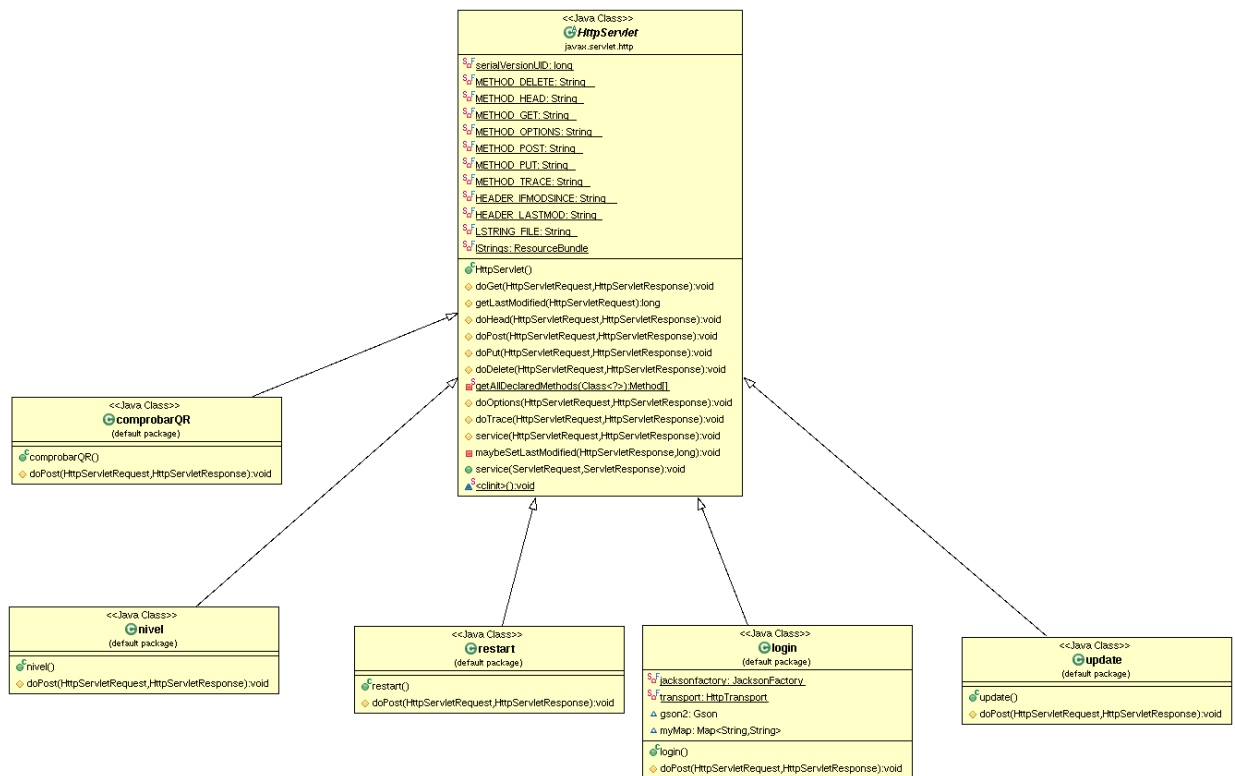 <<Java Class>>
HttpServlet
javax.servlet.http
serialVersionUID: long
METHOD_DELETE: String
METHOD_HEAD: String
METHOD_GET: String
METHOD_OPTIONS: String
METHOD_POST: String
METHOD_PUT: String
METHOD_TRACE: String
HEADER_IFMODSINCE: String
HEADER_LASTMOD: String
LSTRING_FILE: String
lStrings: ResourceBundle
HttpServlet()
doGet(HttpServletRequest,HttpServletResponse):void
getLastModified(HttpServletRequest):long
doHead(HttpServletRequest,HttpServletResponse):void
doPost(HttpServletRequest,HttpServletResponse):void
doPut(HttpServletRequest,HttpServletResponse):void
doDelete(HttpServletRequest,HttpServletResponse):void
getAllDeclaredMethods(Class<?>):Method[]
doOptions(HttpServletRequest,HttpServletResponse):void
doTrace(HttpServletRequest,HttpServletResponse):void
service(HttpServletRequest,HttpServletResponse):void
maybeSetLastModified(HttpServletResponse,long):void
service(ServletRequest,ServletResponse):void
<clinit>():void
<<Java Class>>
comprobarQR
(default package)
comprobarQR()
doPost(HttpServletRequest,HttpServletResponse):void
<<Java Class>>
nivel
(default package)
nivel()
doPost(HttpServletRequest,HttpServletResponse):void
<<Java Class>>
restart
(default package)
restart()
doPost(HttpServletRequest,HttpServletResponse):void
<<Java Class>>
login
(default package)
jacksonfactory: JacksonFactory
transport: HttpTransport
gson2: Gson
myMap: Map<String,String>
login()
doPost(HttpServletRequest,HttpServletResponse):void
<<Java Class>>
update
(default package)
update()
doPost(HttpServletRequest,HttpServletResponse):void